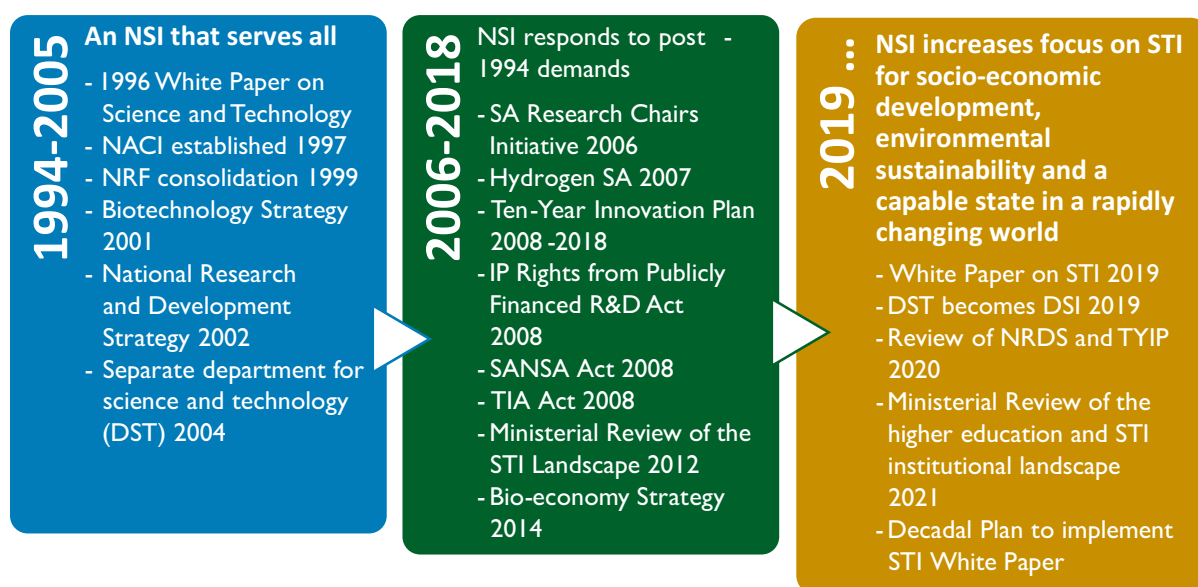 1994-2005
An NSI that serves all
- 1996 White Paper on
Science and Technology
- NACI established 1997
- NRF consolidation 1999
- Biotechnology Strategy
2001
- National Research
and Development
Strategy 2002
- Separate department for
science and technology
(DST) 2004
2006-2018
NSI responds to post -
1994 demands
- SA Research Chairs
Initiative 2006
- Hydrogen SA 2007
- Ten-Year Innovation Plan
2008 -2018
- IP Rights from Publicly
Financed R&D Act
2008
- SANSA Act 2008
- TIA Act 2008
- Ministerial Review of the
STI Landscape 2012
- Bio-economy Strategy
2014
2019 ...
NSI increases focus on STI
for socio-economic
development,
environmental
sustainability and a
capable state in a rapidly
changing world
- White Paper on STI 2019
- DST becomes DSI 2019
- Review of NRDS and TYIP
2020
- Ministerial Review of the
higher education and STI
institutional landscape
2021
- Decadal Plan to implement
STI White Paper